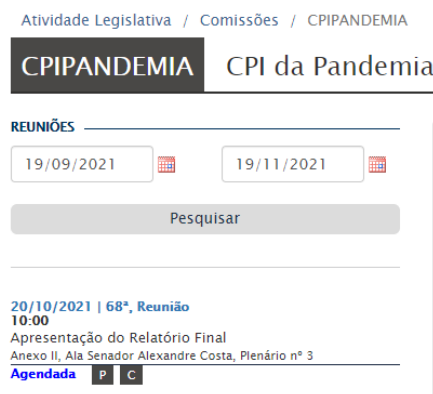 Atividade Legislativa / Comissões / CPIPANDEMIA
CPIPANDEMIA CPI da Pandemia
REUNIÕES
19/09/2021 19/11/2021
Pesquisar
20/10/2021 | 68ª, Reunião
10:00
Apresentação do Relatório Final
Anexo II, Ala Senador Alexandre Costa, Plenário nº 3
Agendada P C